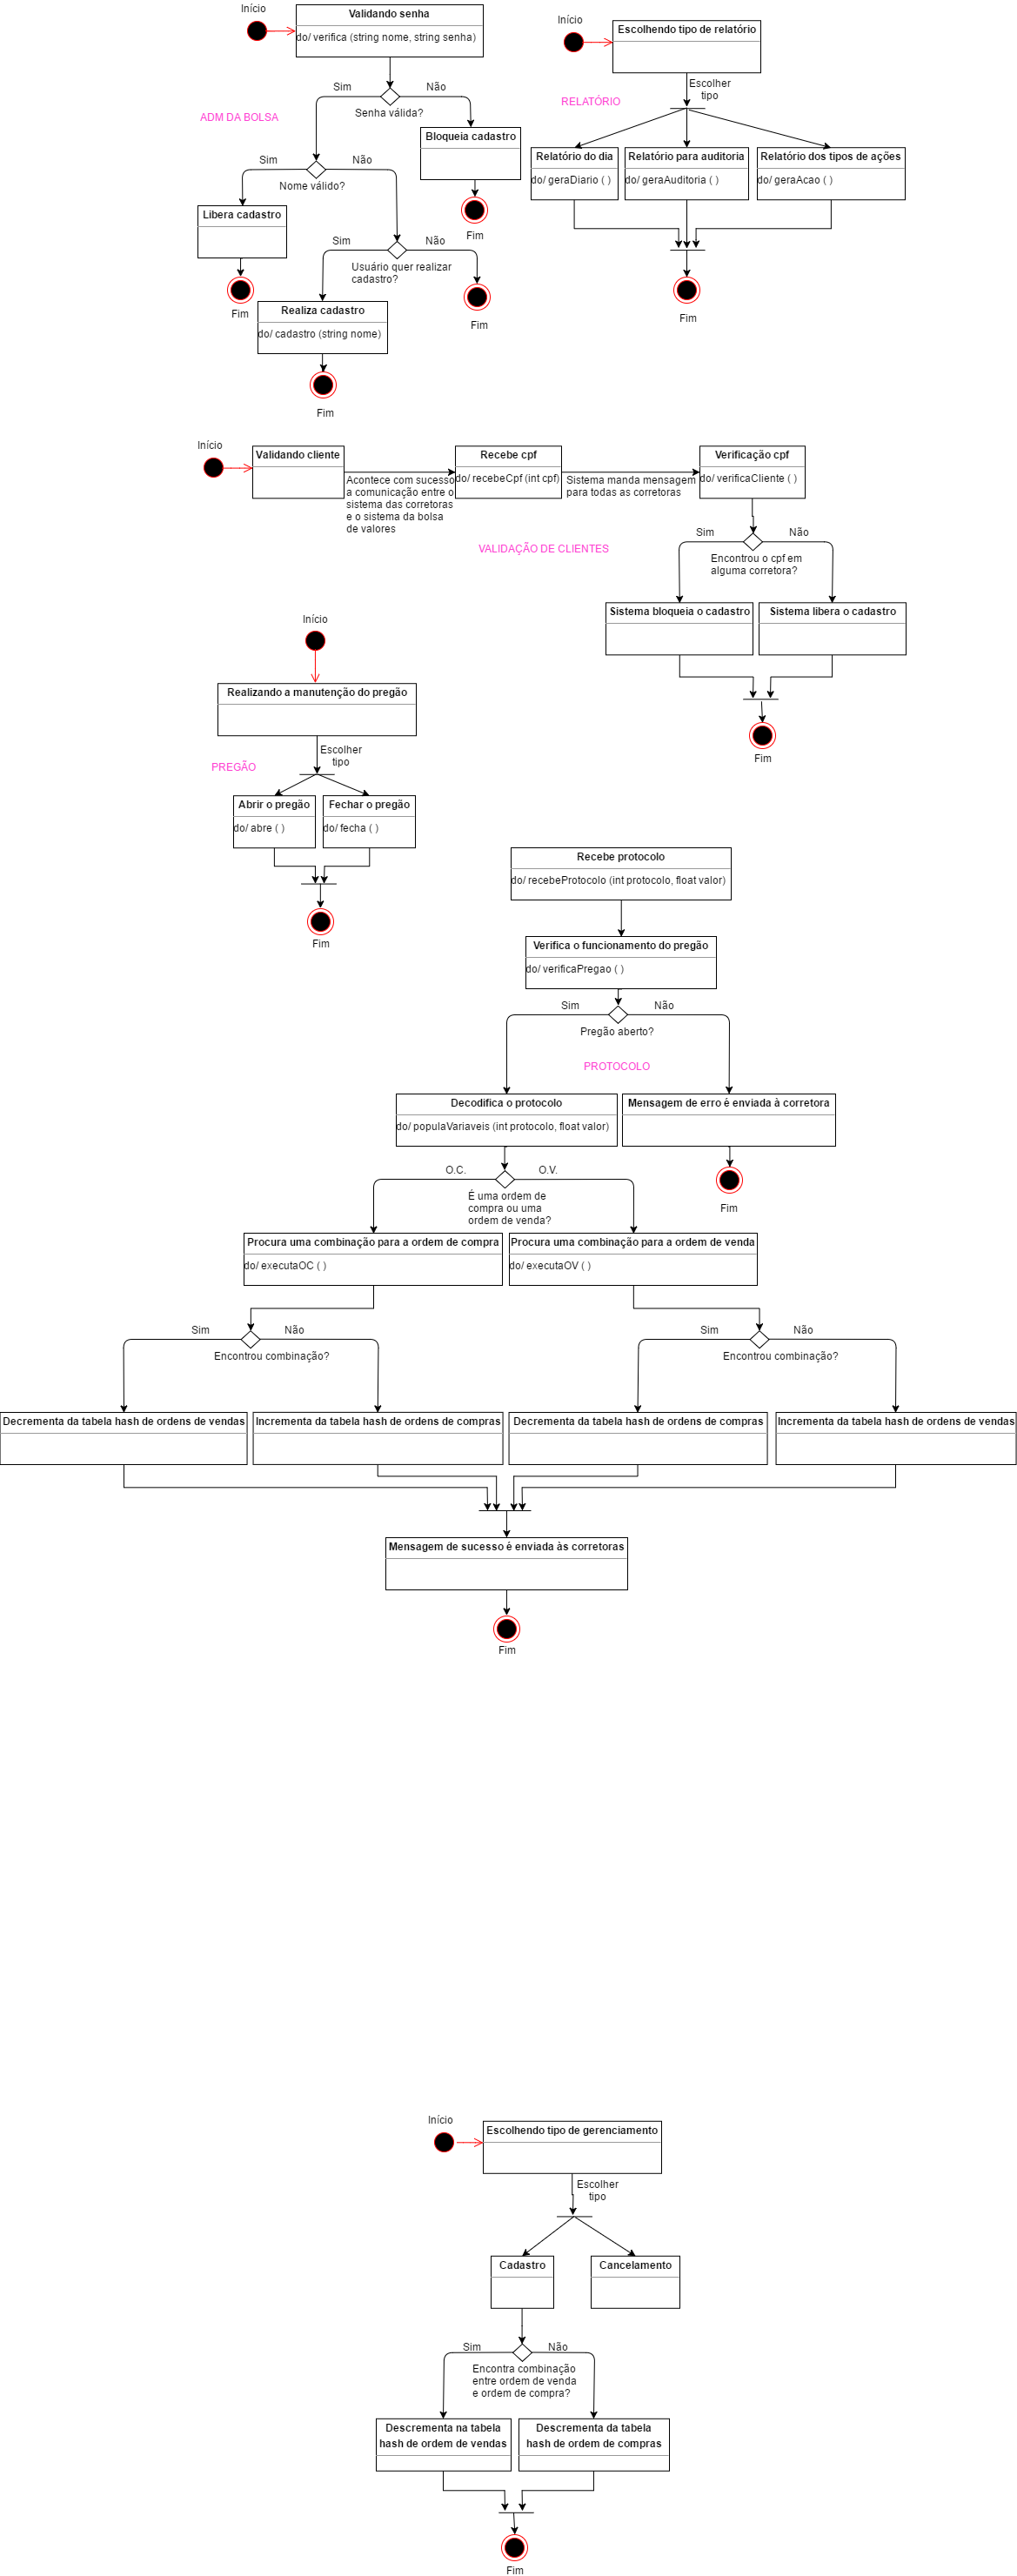 Início
Validando senha
do/ verifica (string nome, string senha)
Sim
Não
Senha válida?
ADM DA BOLSA
Bloqueia cadastro
Sim
Não
Nome válido?
Libera cadastro
Fim
Sim
Não
Usuário quer realizar
cadastro?
Fim
Realiza cadastro
do/ cadastro (string nome)
Fim
Fim
Início
Escolhendo tipo de relatório
Escolher
tipo
RELATÓRIO
Relatório do dia
do/ geraDiario ( )
Relatório para auditoria
do/ geraAuditoria ( )
Relatório dos tipos de ações
do/ geraAcao ( )
Fim
Início
Validando cliente
Acontece com sucesso
a comunicação entre o
sistema das corretoras
e o sistema da bolsa
de valores
Recebe cpf
do/ recebeCpf (int cpf)
Sistema manda mensagem
para todas as corretoras
Verificação cpf
do/ verificaCliente ( )
VALIDAÇÃO DE CLIENTES
Sim
Não
Encontrou o cpf em
alguma corretora?
Sistema bloqueia o cadastro
Sistema libera o cadastro
Fim
Início
Realizando a manutenção do pregão
Escolher
tipo
PREGÃO
Abrir o pregão
do/ abre ( )
Fechar o pregão
do/ fecha ( )
Fim
Recebe protocolo
do/ recebeProtocolo (int protocolo, float valor)
Verifica o funcionamento do pregão
do/ verificaPregao ( )
Sim
Não
Pregão aberto?
PROTOCOLO
Decodifica o protocolo
do/ populaVariaveis (int protocolo, float valor)
Mensagem de erro é enviada à corretora
Fim
O.C.
O.V.
É uma ordem de
compra ou uma
ordem de venda?
Procura uma combinação para a ordem de compra
do/ executaOC ( )
Procura uma combinação para a ordem de venda
do/ executaOV ( )
Sim
Não
Encontrou combinação?
Sim
Não
Encontrou combinação?
Decrementa da tabela hash de ordens de vendas
Incrementa da tabela hash de ordens de compras
Decrementa da tabela hash de ordens de compras
Incrementa da tabela hash de ordens de vendas
Mensagem de sucesso é enviada às corretoras
Fim
Início
Escolhendo tipo de gerenciamento
Escolher
tipo
Cadastro
Cancelamento
Sim
Não
Encontra combinação
entre ordem de venda
e ordem de compra?
Descrementa na tabela
hash de ordem de vendas
Descrementa da tabela
hash de ordem de compras
Fim